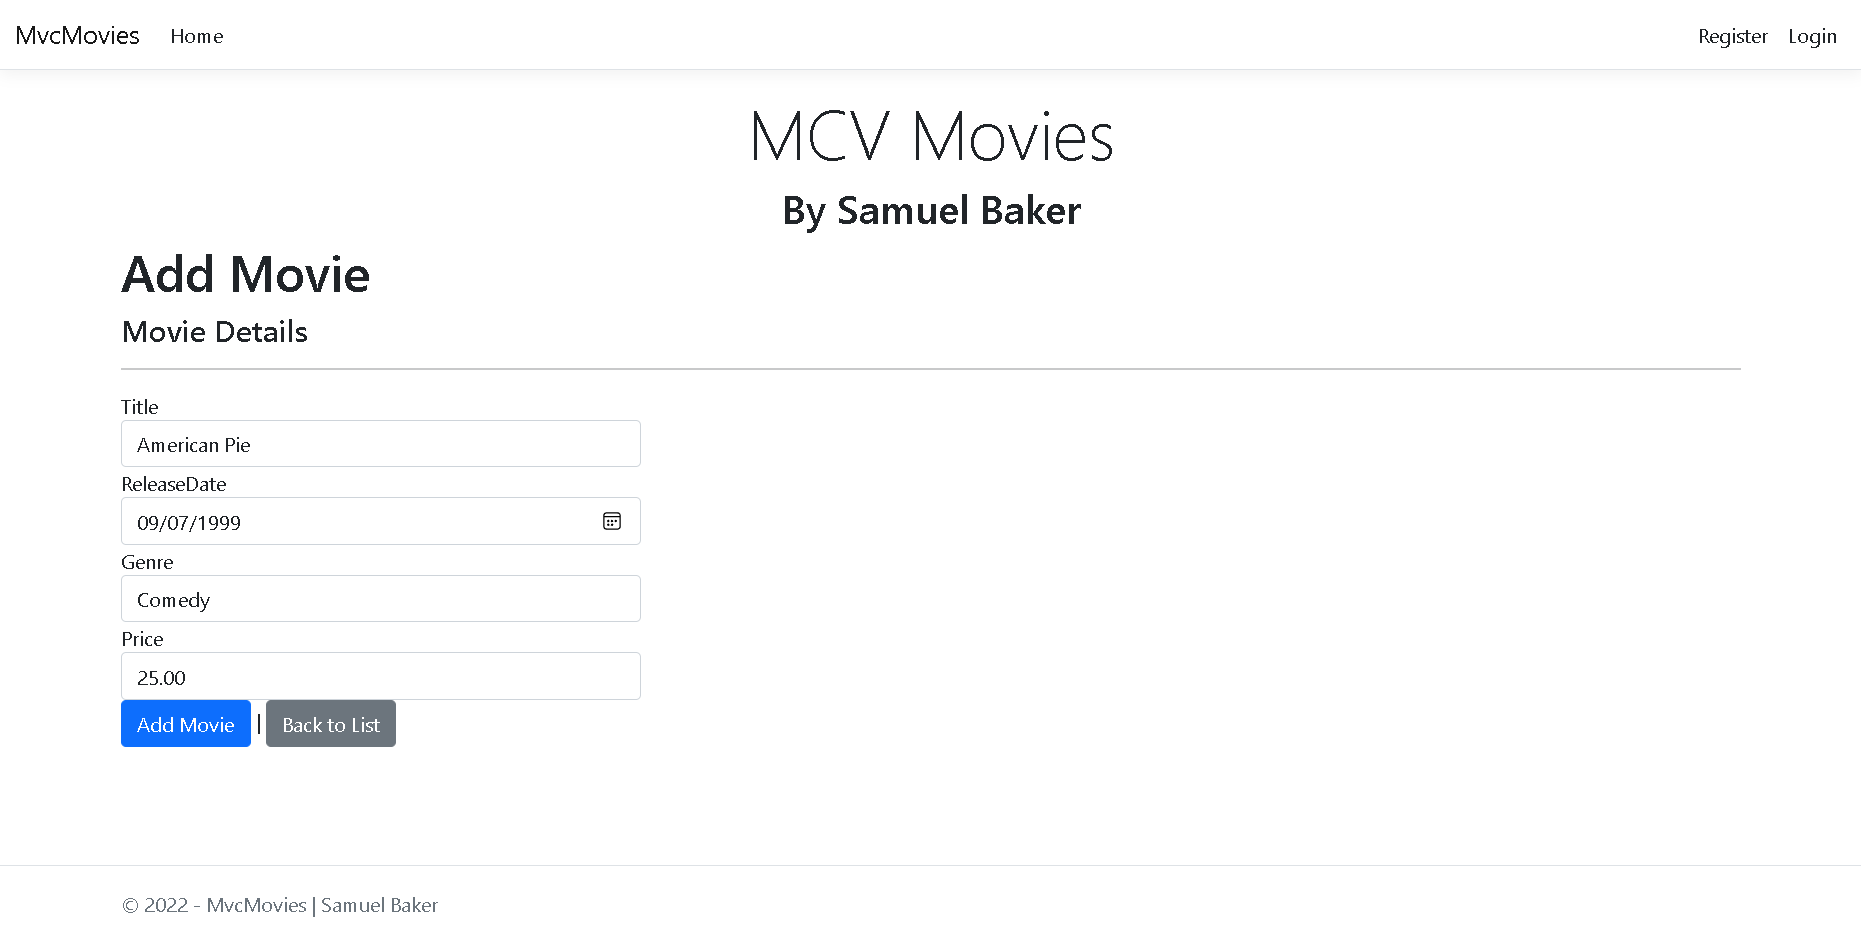 MvcMovies Home Register Login
MCV Movies
By Samuel Baker
Add Movie
Movie Details
Title
American Pie
ReleaseDate
09/07/1999
Genre
Comedy
Price
25.00
Add Movie | Back to List
© 2022 - MvcMovies | Samuel Baker